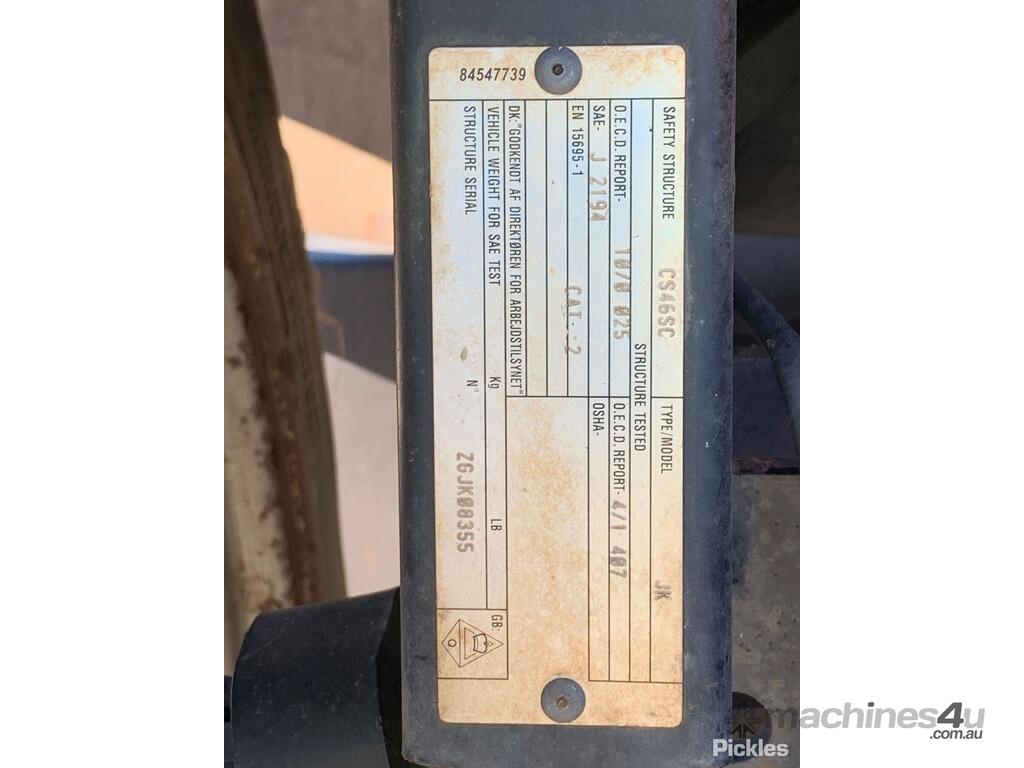 84547739
SAFETY STRUCTURE CS46SC TYPE/MODEL JK
STRUCTURE TESTED
O.E.C.D. REPORT- 10/0 025 O.E.C.D. REPORT- 4/1 407
SAE- J 2194 OSHA-
EN 15695-1 CAT.:2
DK:"GODKENDT AF DIREKTØREN FOR ARBEJDSTILSYNET"
VEHICLE WEIGHT FOR SAE TEST Kg LB GB:
STRUCTURE SERIAL N° ZGJK08355
Q
machines4u
.com.au
Pickles